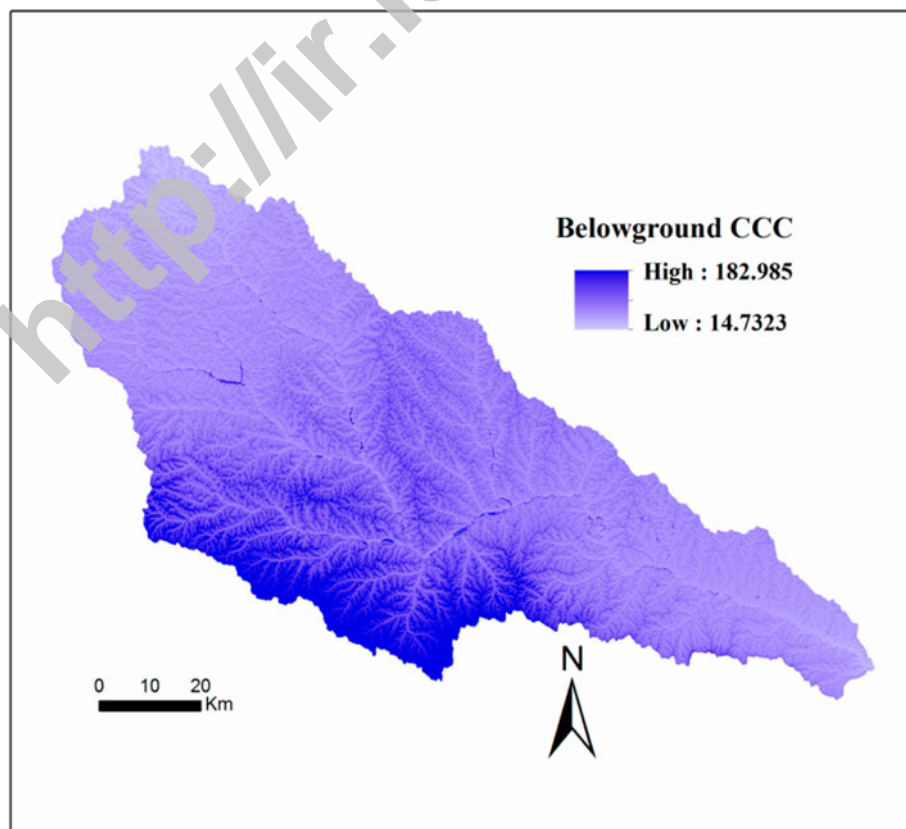 http://ir.
Belowground CCC
High : 182.985
Low : 14.7323
N
0 10 20
Km